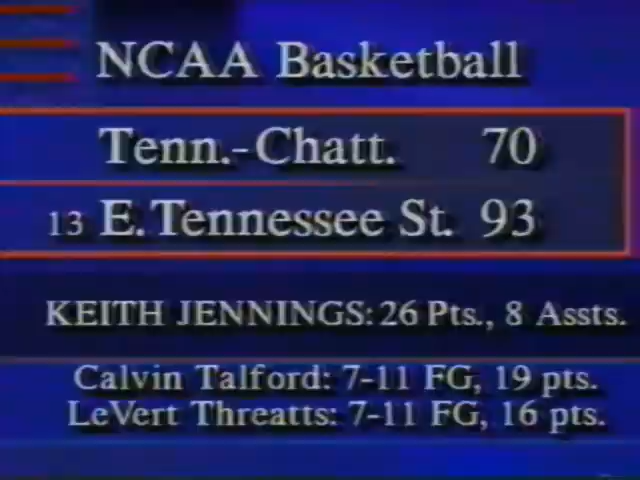 NCAA Basketball
Tenn.-Chatt. 70
13 E. Tennessee St. 93
KEITH JENNINGS: 26 Pts., 8 Assts.
Calvin Talford: 7-11 FG, 19 pts.
LeVert Threatts: 7-11 FG, 16 pts.